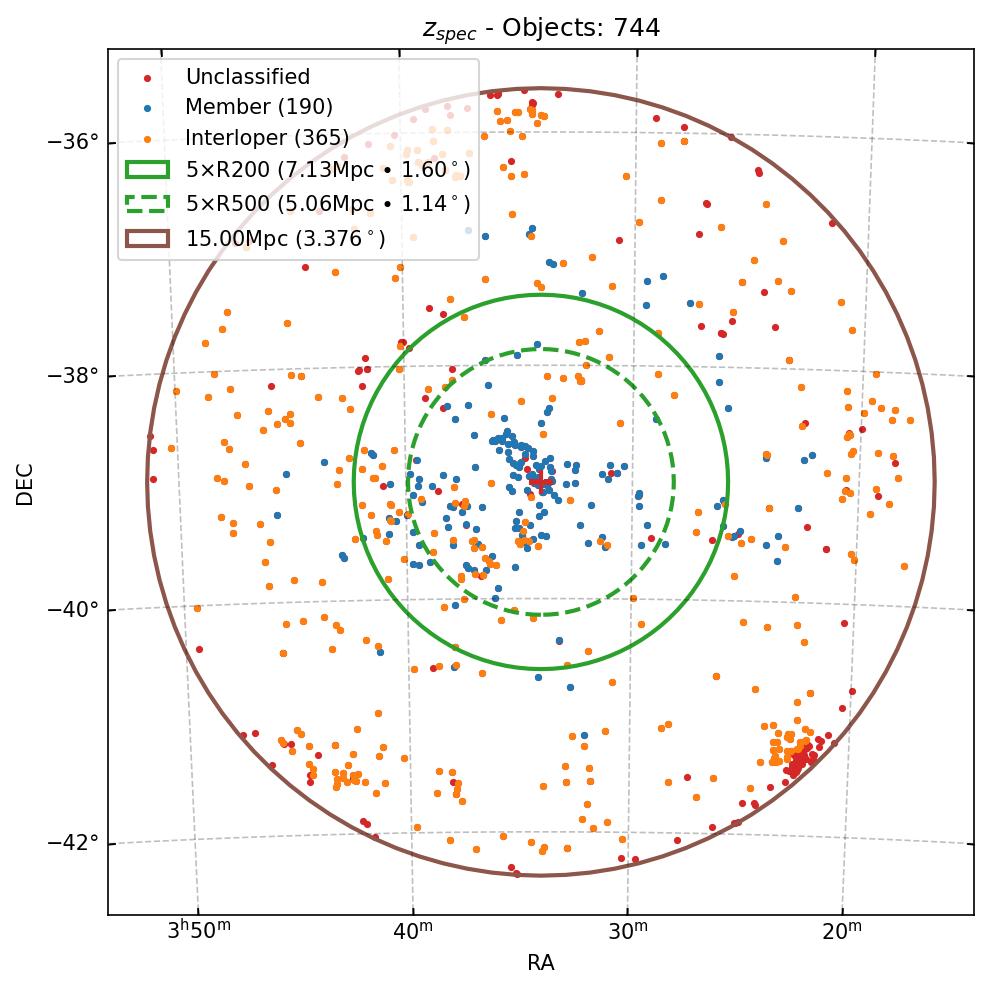 z_spec - Objects: 744
Unclassified
Member (190)
Interloper (365)
5×R200 (7.13Mpc • 1.60°)
5×R500 (5.06Mpc • 1.14°)
15.00Mpc (3.376°)
−36°
−38°
−40°
−42°
DEC
3h50m 40m 30m 20m
RA